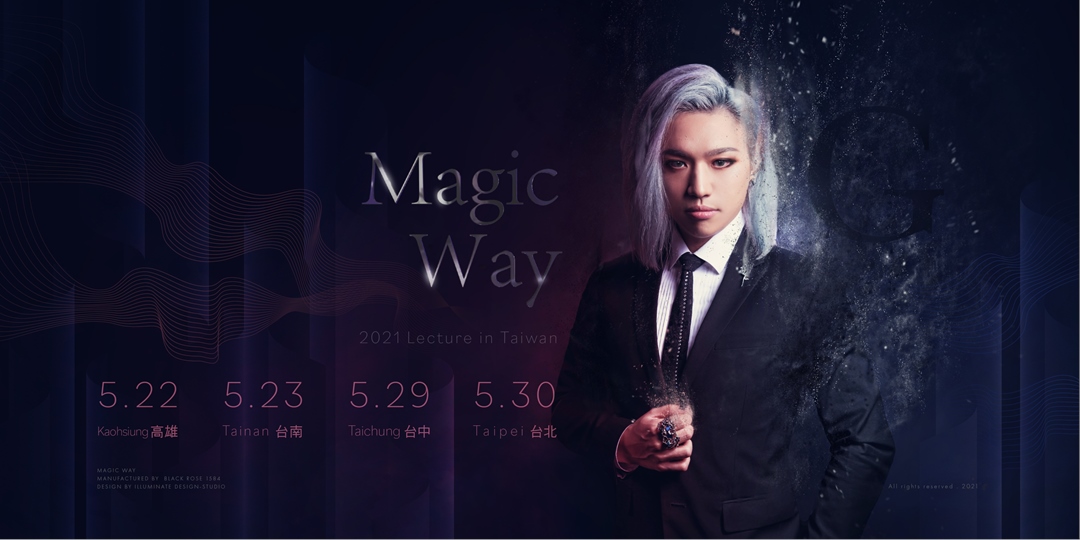 G
Magic
Way
2021 Lecture in Taiwan
5.22 5.23 5.29 5.30
Kaohsiung 高雄 Tainan 台南 Taichung 台中 Taipei 台北
MAGIC WAY
MANUFACTURED BY BLACK ROSE 1584
DESIGN BY ILLUMINATE DESIGN-STUDIO
All rights reserved . 2021